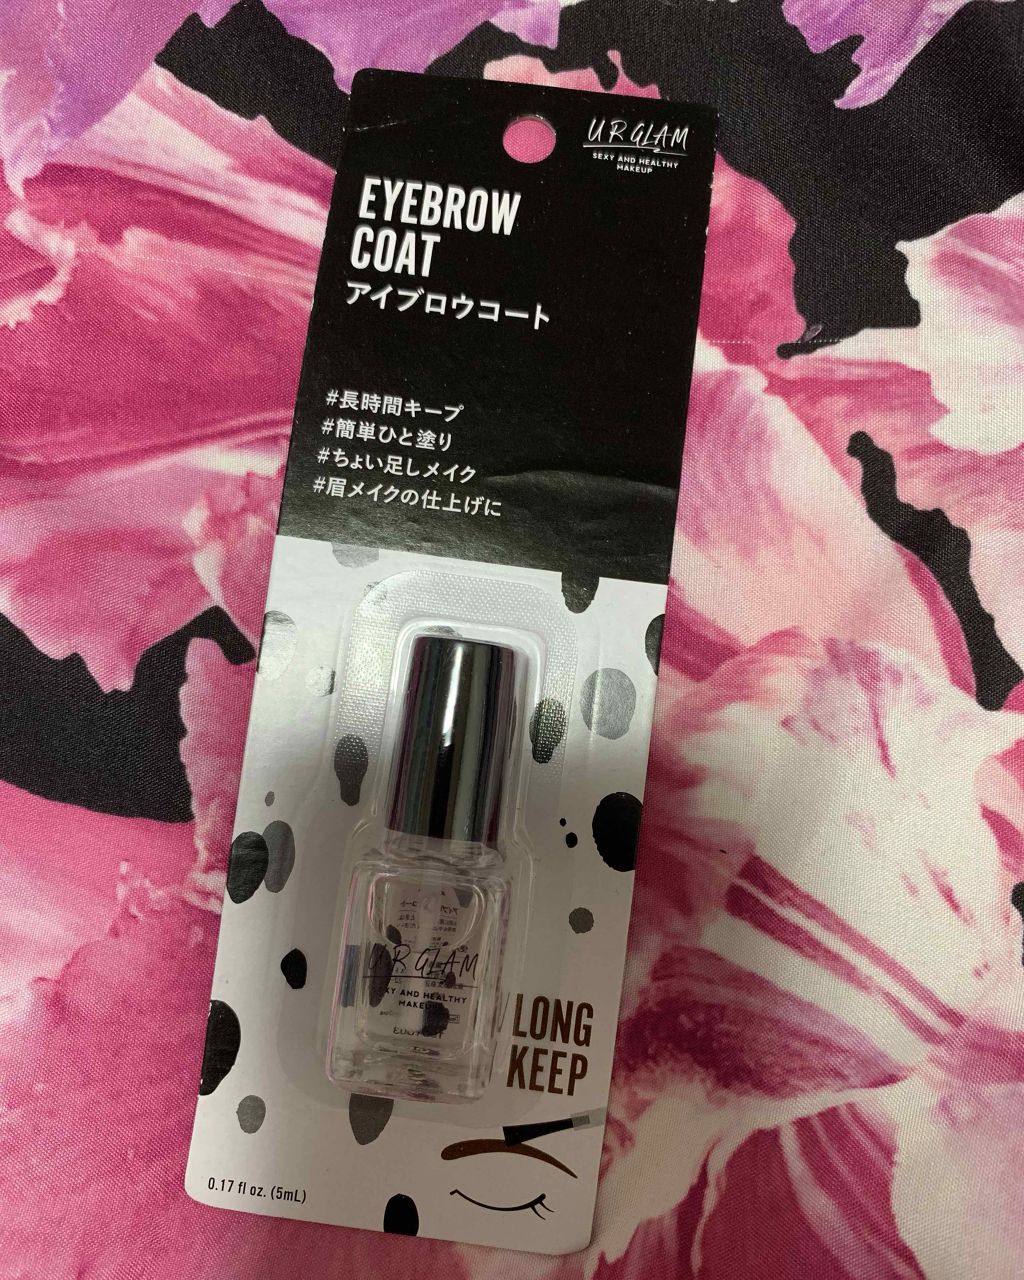 UR GLAM
SEXY AND HEALTHY
MAKEUP
EYEBROW
COAT
アイブロウコート
#長時間キープ
#簡単ひと塗り
#ちょい足しメイク
#眉メイクの仕上げに
UR GLAM
SEXY AND HEALTHY
MAKEUP
LONG
KEEP
0.17 fl oz. (5mL)